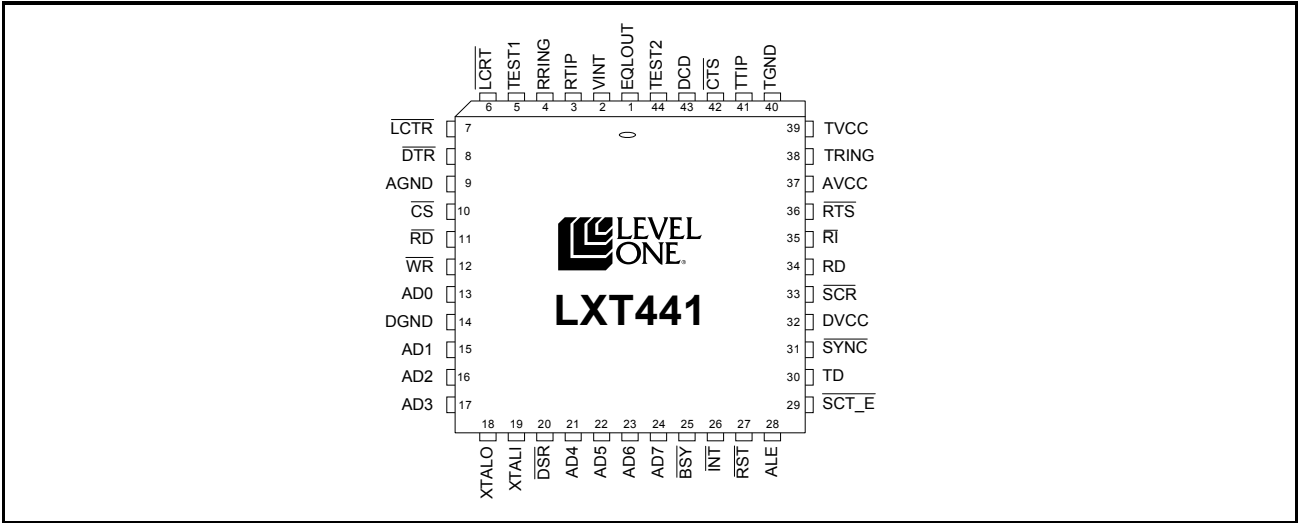 LCRT
TEST1
RRING
RTIP
VINT
EQLOUT
TEST2
DCD
CTS
TTIP
TGND
6 5 4 3 2 1 44 43 42 41 40
LCTR 7
DTR 8
AGND 9
CS 10
RD 11
WR 12
AD0 13
DGND 14
AD1 15
AD2 16
AD3 17
LEVEL
ONE®
LXT441
39 TVCC
38 TRING
37 AVCC
36 RTS
35 RI
34 RD
33 SCR
32 DVCC
31 SYNC
30 TD
29 SCT_E
18 19 20 21 22 23 24 25 26 27 28
XTALO
XTALI
DSR
AD4
AD5
AD6
AD7
BSY
INT
RST
ALE